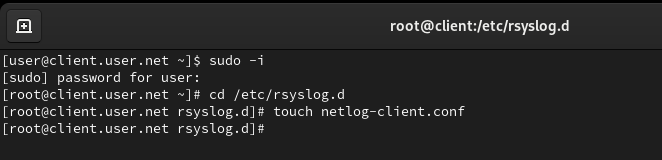 root@client:/etc/rsyslog.d
[user@client.user.net ~]$ sudo -i
[sudo] password for user:
[root@client.user.net ~]# cd /etc/rsyslog.d
[root@client.user.net rsyslog.d]# touch netlog-client.conf
[root@client.user.net rsyslog.d]#